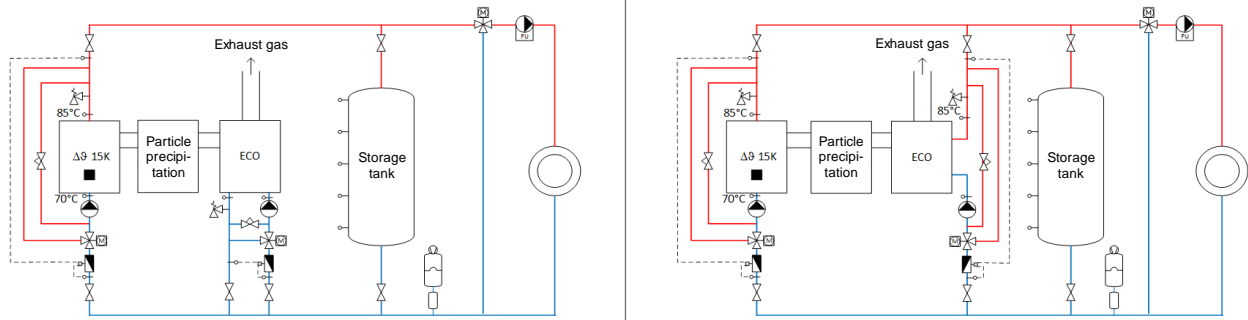 M
FU
Exhaust gas
85°C
Δϑ 15K
Particle
precipi-
tation
ECO
Storage
tank
70°C
M
M
M
FU
Exhaust gas
85°C
85°C
Δϑ 15K
Particle
precipi-
tation
ECO
Storage
tank
70°C
M
M